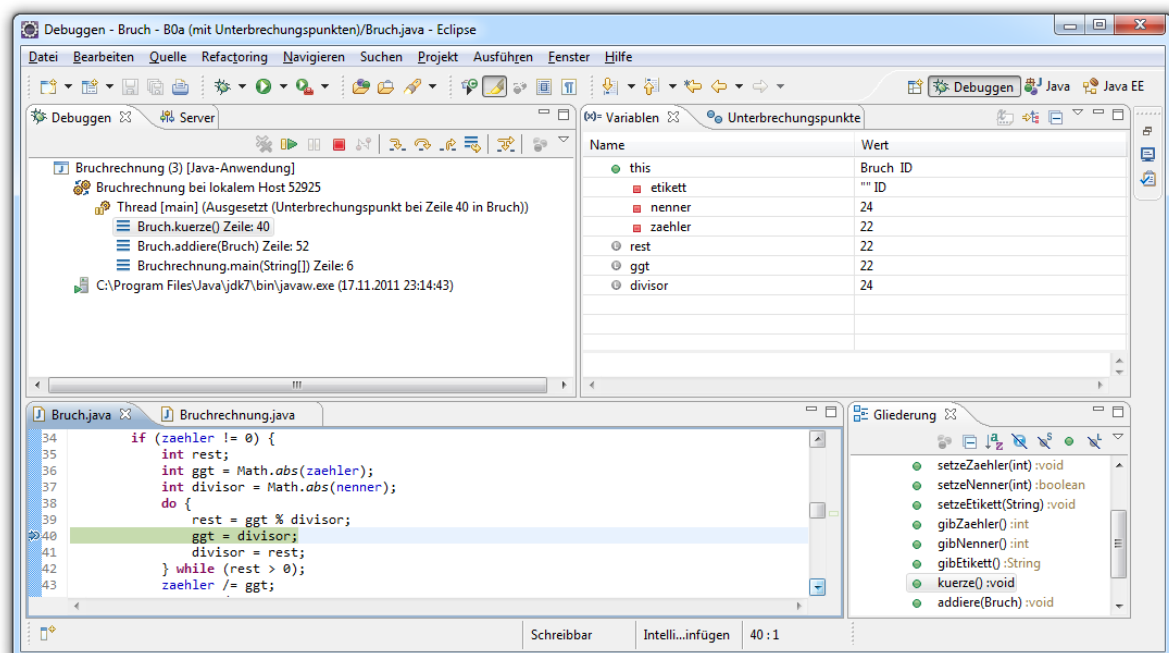 Debuggen - Bruch - B0a (mit Unterbrechungspunkten)/Bruch.java - Eclipse
Datei Bearbeiten Quelle Refactoring Navigieren Suchen Projekt Ausführen Fenster Hilfe
Debuggen Java Java EE
Debuggen Server
Bruchrechnung (3) [Java-Anwendung]
Bruchrechnung bei lokalem Host 52925
Thread [main] (Ausgesetzt (Unterbrechungspunkt bei Zeile 40 in Bruch))
Bruch.kuerze() Zeile: 40
Bruch.addiere(Bruch) Zeile: 52
Bruchrechnung.main(String[]) Zeile: 6
C:\Program Files\Java\jdk7\bin\javaw.exe (17.11.2011 23:14:43)
(x)= Variablen Unterbrechungspunkte
Name Wert
this Bruch ID
etikett "" ID
nenner 24
zaehler 22
rest 22
ggt 22
divisor 24
Bruch.java Bruchrechnung.java
34 if (zaehler != 0) {
35 int rest;
36 int ggt = Math.abs(zaehler);
37 int divisor = Math.abs(nenner);
38 do {
39 rest = ggt % divisor;
40 ggt = divisor;
41 divisor = rest;
42 } while (rest > 0);
43 zaehler /= ggt;
Gliederung
setzeZaehler(int) :void
setzeNenner(int) :boolean
setzeEtikett(String) :void
gibZaehler() :int
gibNenner() :int
gibEtikett() :String
kuerze() :void
addiere(Bruch) :void
Schreibbar Intelli...infügen 40 : 1